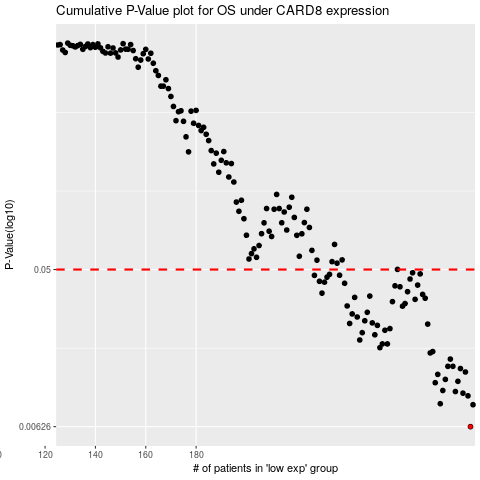 Cumulative P-Value plot for OS under CARD8 expression
P-Value(log10)
0.05
0.00626
0 120 140 160 180
# of patients in 'low exp' group